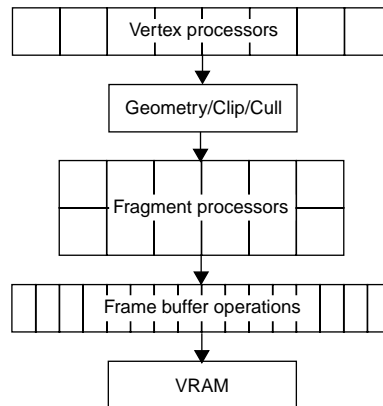 Vertex processors
Geometry/Clip/Cull
Fragment processors
Frame buffer operations
VRAM